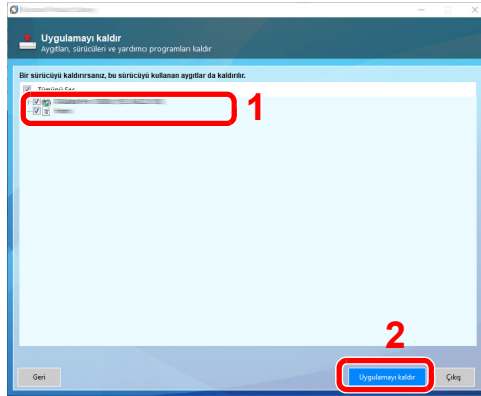 Uygulamayı kaldır
Aygıtları, sürücüleri ve yardımcı programları kaldır
Bir sürücüyü kaldırırsanız, bu sürücüyü kullanan aygıtlar da kaldırılır.
Tümünü Seç
1
2
Geri
Uygulamayı kaldır
Çıkış